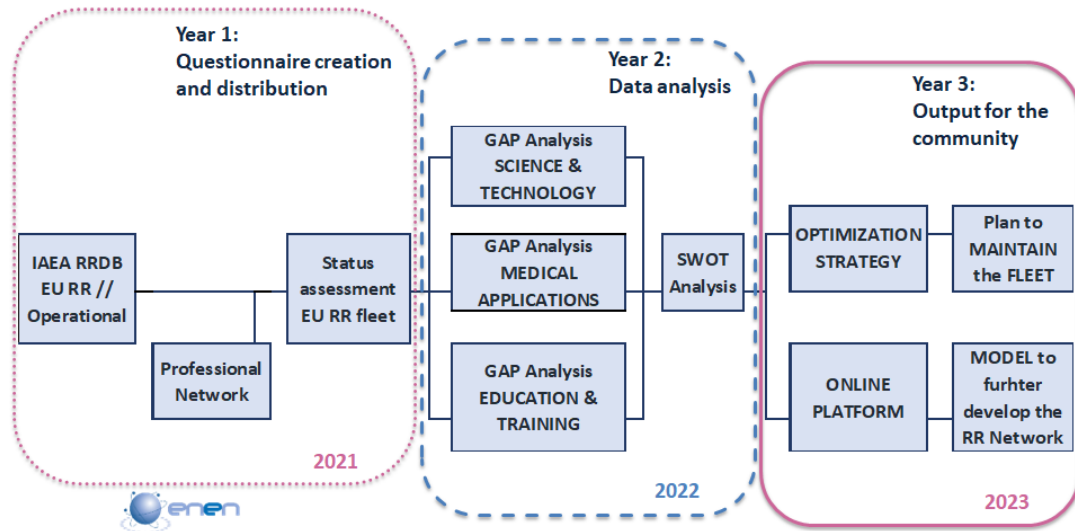 Year 1:
Questionnaire creation
and distribution
IAEA RRDB
EU RR //
Operational
Professional
Network
Status
assessment
EU RR fleet
2021
Year 2:
Data analysis
GAP Analysis
SCIENCE &
TECHNOLOGY
GAP Analysis
MEDICAL
APPLICATIONS
GAP Analysis
EDUCATION &
TRAINING
SWOT
Analysis
2022
Year 3:
Output for the
community
OPTIMIZATION
STRATEGY
Plan to
MAINTAIN
the FLEET
ONLINE
PLATFORM
MODEL to
furhter
develop the
RR Network
2023
enen